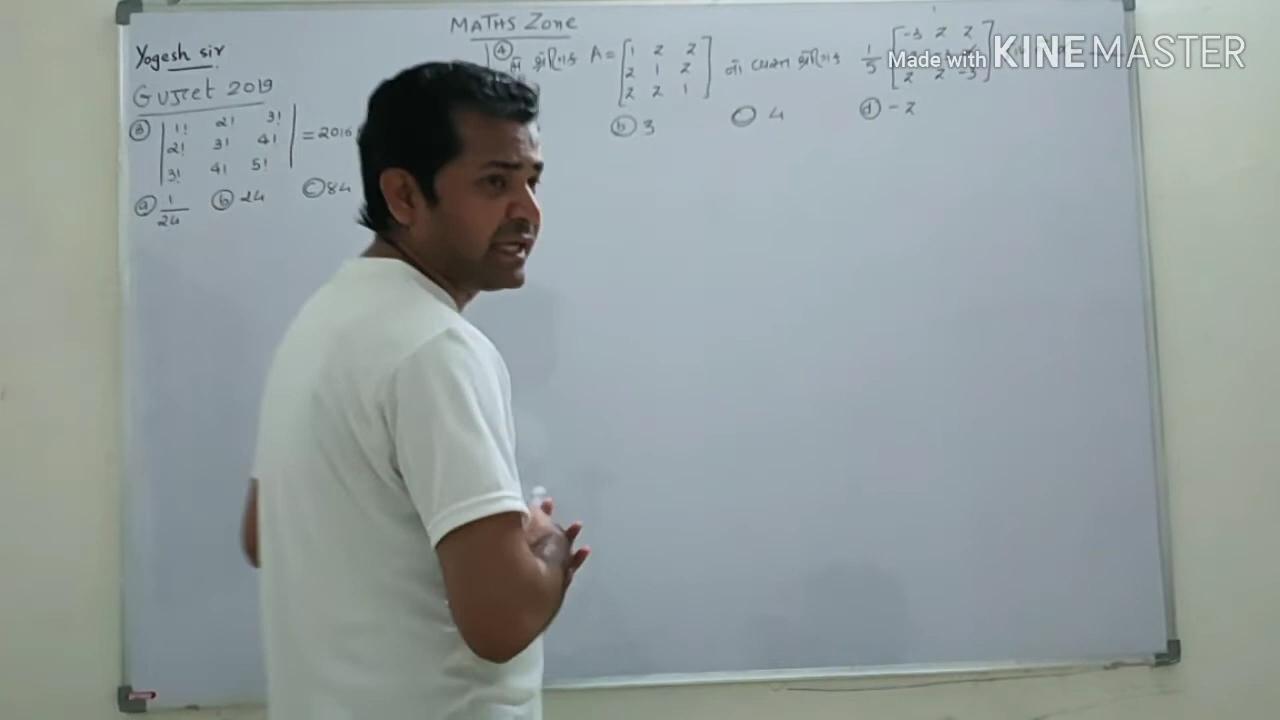 MATHS Zone
Yogesh sir
GUJCET 2019
③ | 1! 2! 3! | = 2016
2! 3! 4!
3! 4! 5!
ⓐ 1/24 ⓑ 24 ⓒ 84
④ શ્રેણિક A = [ 1 2 2 ] નો વ્યસ્ત શ્રેણિક 1/5 [ -3 2 2 ]
2 1 2
2 2 1 2 2 -3
ⓑ 3 4 ⓓ -2
Made with KINEMASTER